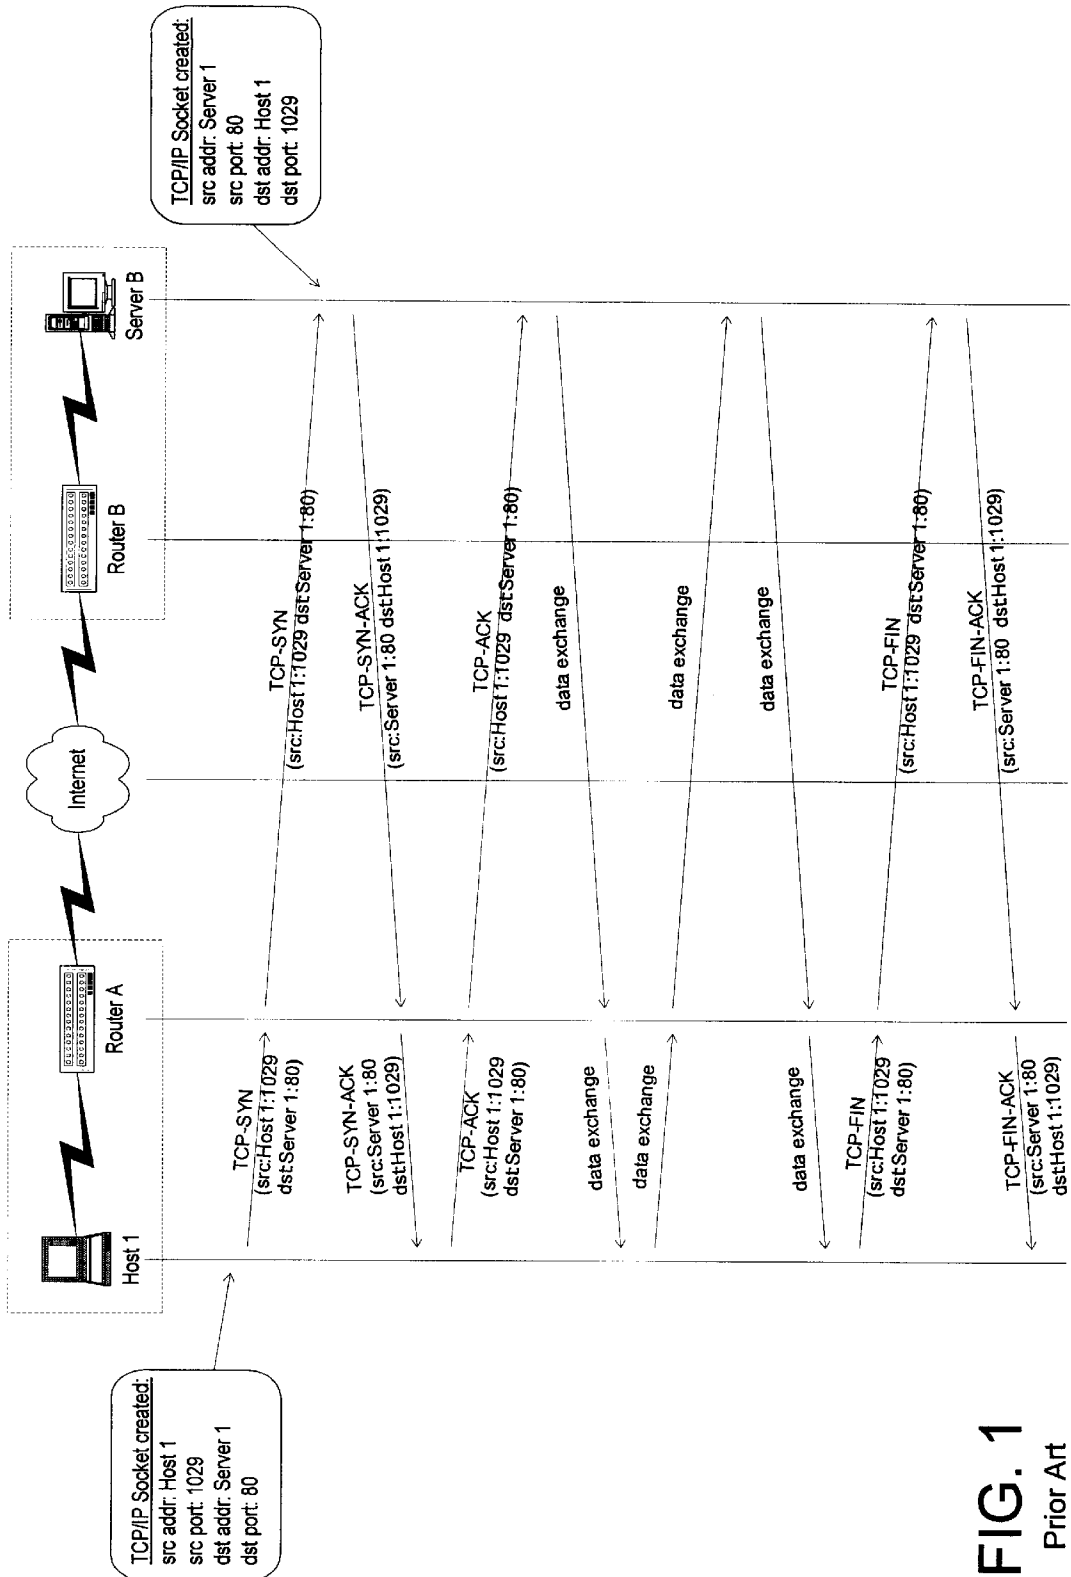 TCP/IP Socket created:
src addr: Host 1
src port: 1029
dst addr: Server 1
dst port: 80
Host 1
Router A
Internet
Router B
Server B
TCP/IP Socket created:
src addr: Server 1
src port: 80
dst addr: Host 1
dst port: 1029
TCP-SYN
(src:Host 1:1029
dst:Server 1:80)
TCP-SYN
(src:Host 1:1029 dst:Server 1:80)
TCP-SYN-ACK
(src:Server 1:80
dst:Host 1:1029)
TCP-SYN-ACK
(src:Server 1:80 dst:Host 1:1029)
TCP-ACK
(src:Host 1:1029
dst:Server 1:80)
TCP-ACK
(src:Host 1:1029 dst:Server 1:80)
data exchange
data exchange
data exchange
data exchange
data exchange
data exchange
TCP-FIN
(src:Host 1:1029
dst:Server 1:80)
TCP-FIN
(src:Host 1:1029 dst:Server 1:80)
TCP-FIN-ACK
(src:Server 1:80
dst:Host 1:1029)
TCP-FIN-ACK
(src:Server 1:80 dst:Host 1:1029)
FIG. 1
Prior Art